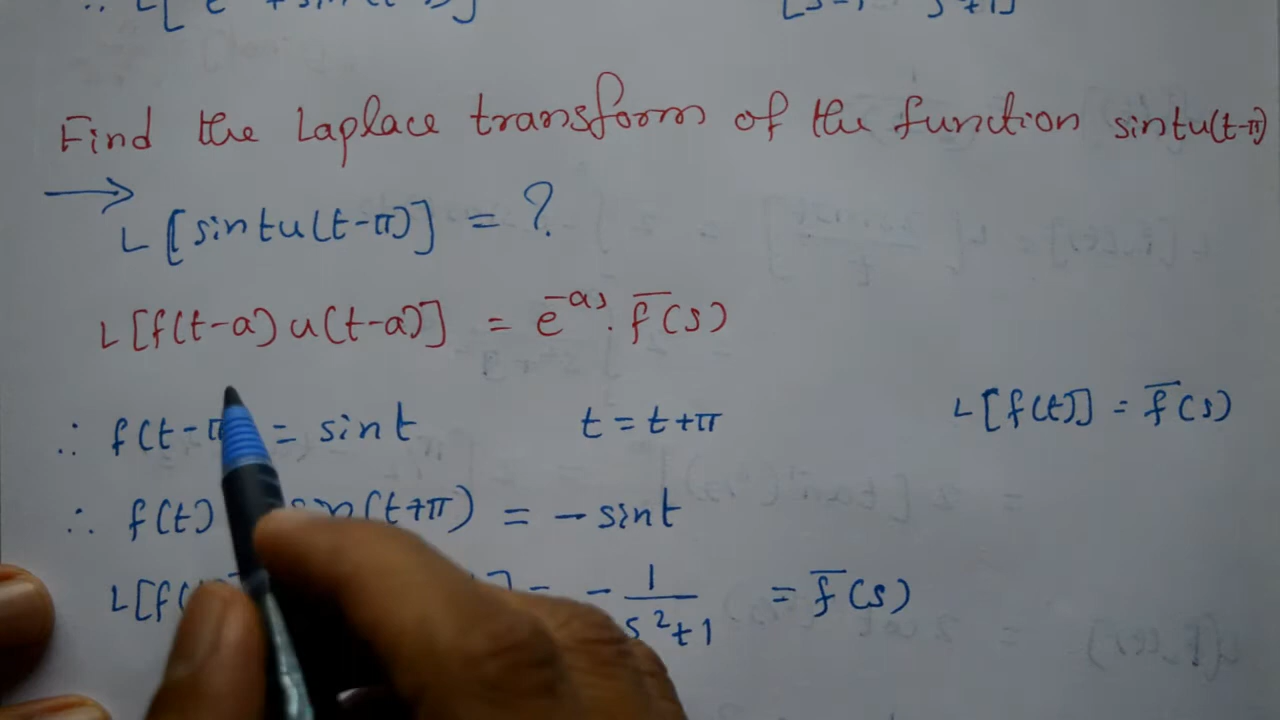 Find the Laplace transform of the function sintu(t-π)
→ L[sintu(t-π)] = ?
L[f(t-a) u(t-a)] = e^-as . f̅(s)
∴ f(t-π = sint t = t+π L[f(t)] = f̅(s)
∴ f(t) sin(t+π) = - sint
L[f ] = - 1/s²+1 = f̅(s)